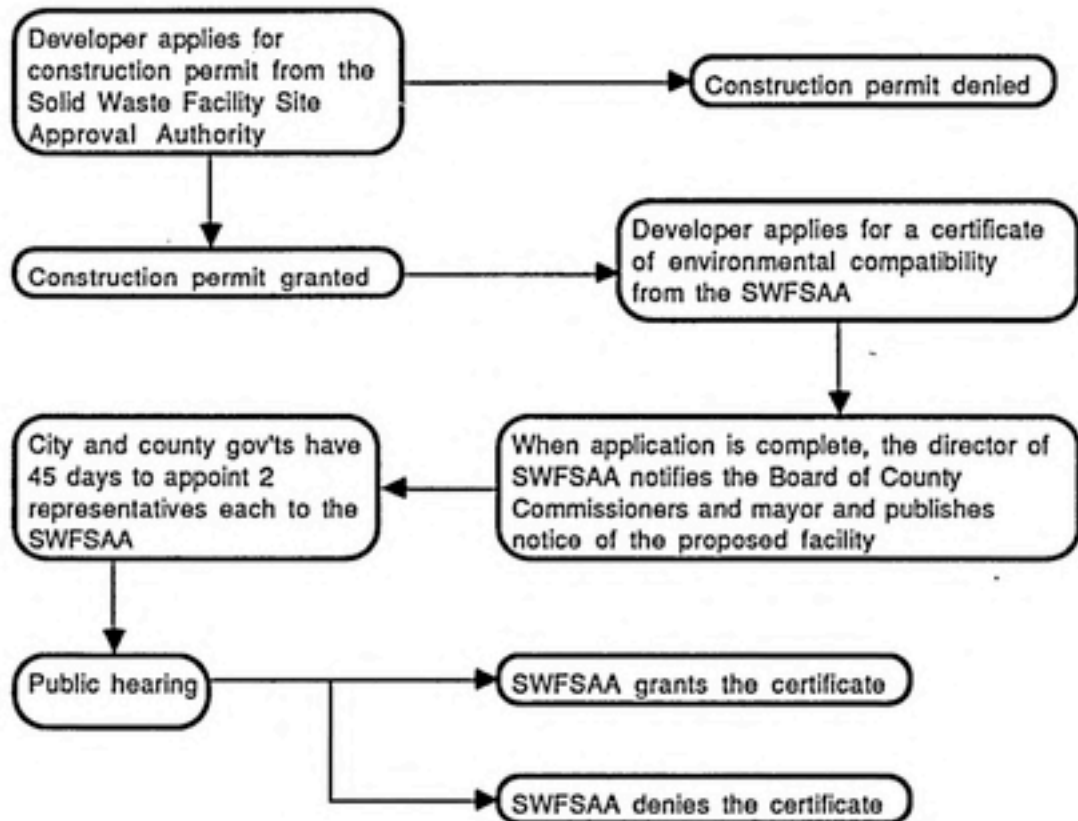 Developer applies for
construction permit from the
Solid Waste Facility Site
Approval Authority
Construction permit denied
Construction permit granted
Developer applies for a certificate
of environmental compatibility
from the SWFSAA
When application is complete, the director of
SWFSAA notifies the Board of County
Commissioners and mayor and publishes
notice of the proposed facility
City and county gov'ts have
45 days to appoint 2
representatives each to the
SWFSAA
Public hearing
SWFSAA grants the certificate
SWFSAA denies the certificate